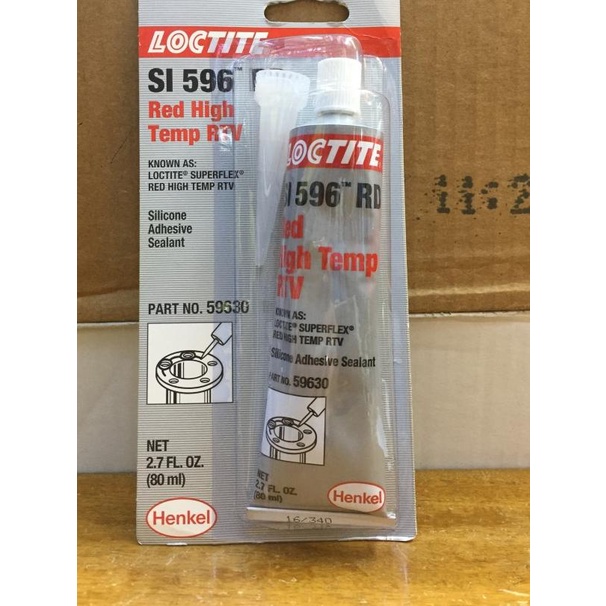 LOCTITE
SI 596™ RD
Red High
Temp RTV
KNOWN AS:
LOCTITE® SUPERFLEX®
RED HIGH TEMP RTV
Silicone
Adhesive
Sealant
PART NO. 59630
NET
2.7 FL. OZ.
(80 ml)
Henkel
LOCTITE
SI 596™ RD
Red
High Temp
RTV
KNOWN AS:
LOCTITE® SUPERFLEX®
RED HIGH TEMP RTV
Silicone Adhesive Sealant
PART NO. 59630
NET
2.7 FL. OZ.
(80 ml)
Henkel
16/340